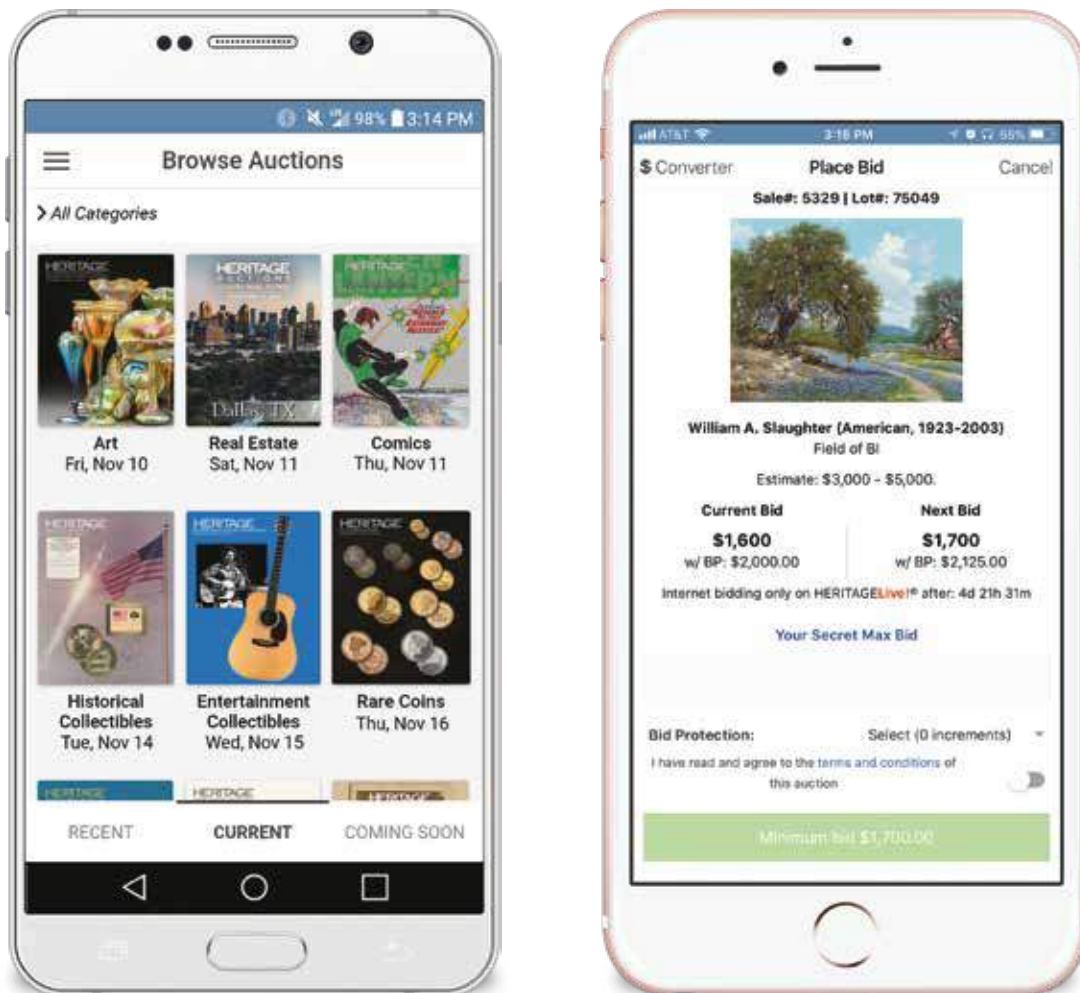 98% 3:14 PM
Browse Auctions
All Categories
HERITAGE
HERITAGE
AUCTIONS
HERITAGE
Dallas, TX
Art
Fri, Nov 10
Real Estate
Sat, Nov 11
Comics
Thu, Nov 11
HERITAGE
HERITAGE
HERITAGE
Historical
Collectibles
Tue, Nov 14
Entertainment
Collectibles
Wed, Nov 15
Rare Coins
Thu, Nov 16
HERITAGE
HERITAGE
HERITAGE
RECENT
CURRENT
COMING SOON
AT&T 3:16 PM 55%
$ Converter
Place Bid
Cancel
Sale#: 5329 | Lot#: 75049
William A. Slaughter (American, 1923-2003)
Field of Bl
Estimate: $3,000 - $5,000.
Current Bid
Next Bid
$1,600
$1,700
w/ BP: $2,000.00
w/ BP: $2,125.00
Internet bidding only on HERITAGELive!® after: 4d 21h 31m
Your Secret Max Bid
Bid Protection:
Select (0 increments)
I have read and agree to the terms and conditions of
this auction
Minimum bid $1,700.00